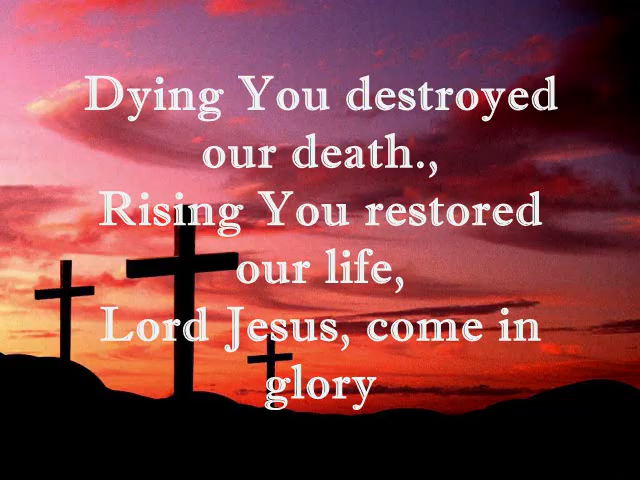 Dying You destroyed
our death.,
Rising You restored
our life,
Lord Jesus, come in
glory